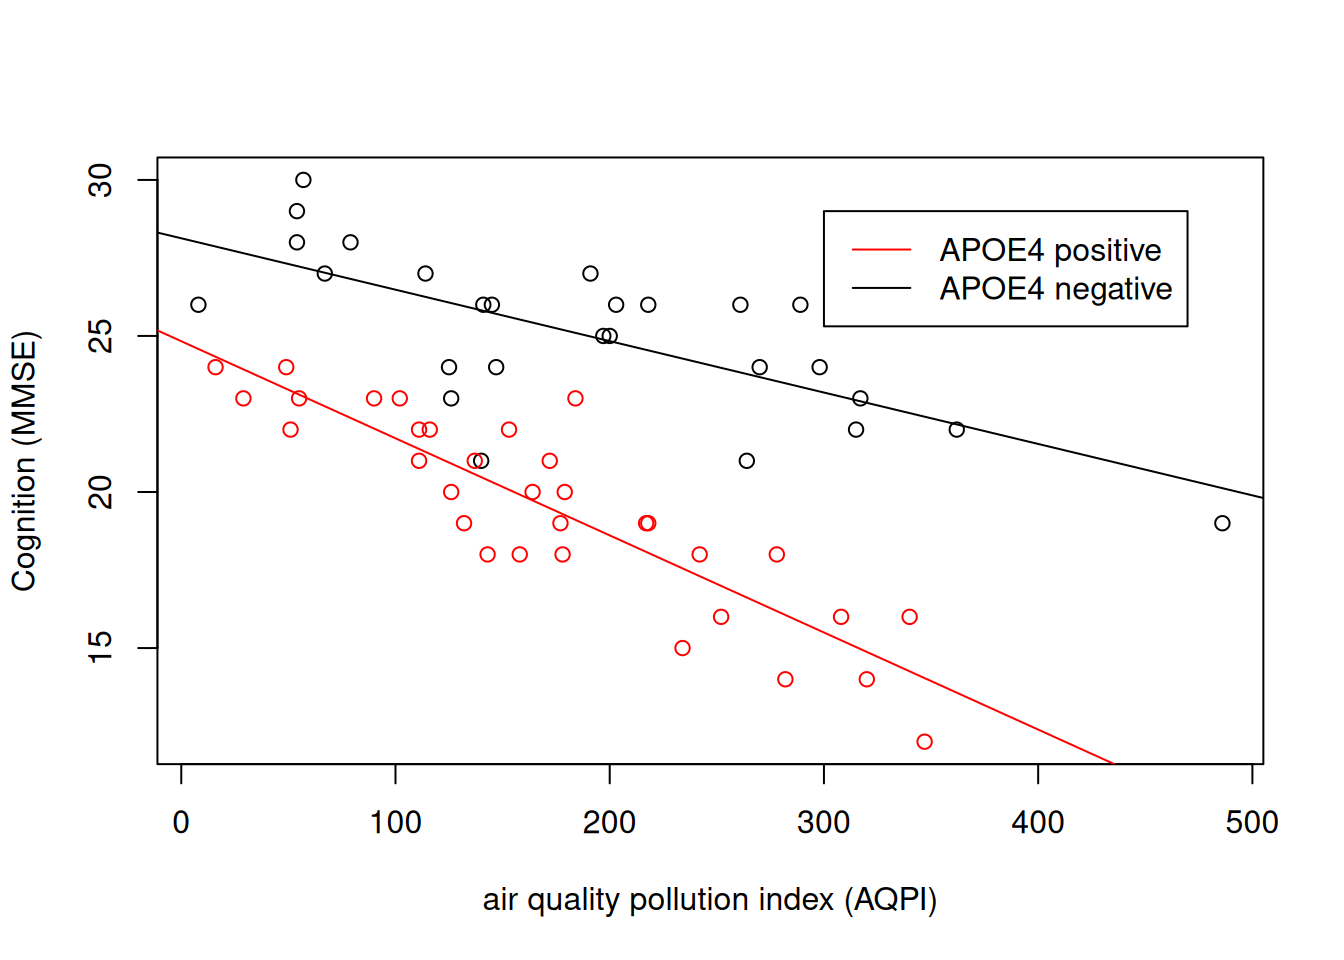 30
25
20
15
Cognition (MMSE)
APOE4 positive
APOE4 negative
0 100 200 300 400 500
air quality pollution index (AQPI)